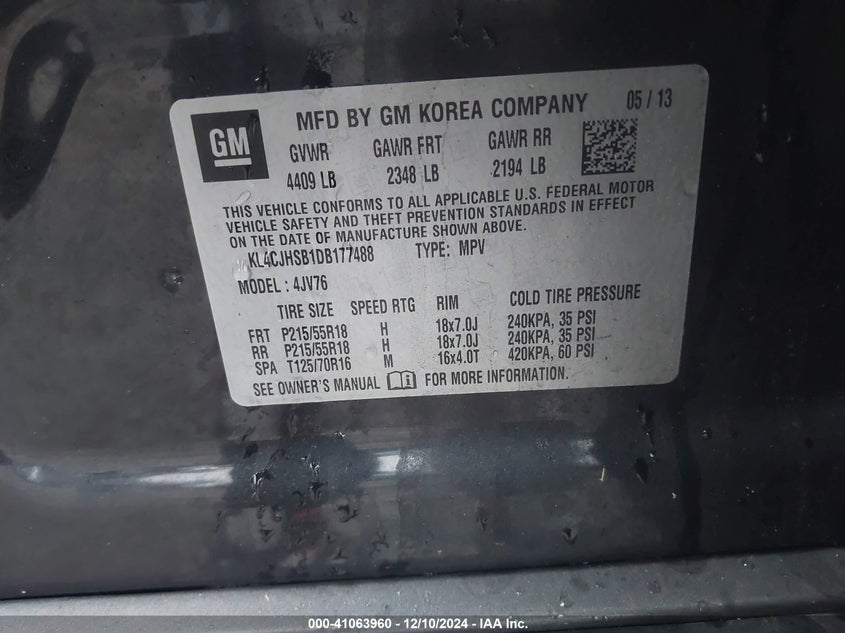 GM
MFD BY GM KOREA COMPANY 05 / 13
GVWR GAWR FRT GAWR RR
4409 LB 2348 LB 2194 LB
THIS VEHICLE CONFORMS TO ALL APPLICABLE U.S. FEDERAL MOTOR
VEHICLE SAFETY AND THEFT PREVENTION STANDARDS IN EFFECT
ON THE DATE OF MANUFACTURE SHOWN ABOVE.
KL4CJHSB1DB177488 TYPE: MPV
MODEL : 4JV76
TIRE SIZE SPEED RTG RIM COLD TIRE PRESSURE
FRT P215/55R18 H 18x7.0J 240KPA, 35 PSI
RR P215/55R18 H 18x7.0J 240KPA, 35 PSI
SPA T125/70R16 M 16x4.0T 420KPA, 60 PSI
SEE OWNER'S MANUAL FOR MORE INFORMATION.
000-41063960 - 12/10/2024 - IAA Inc.